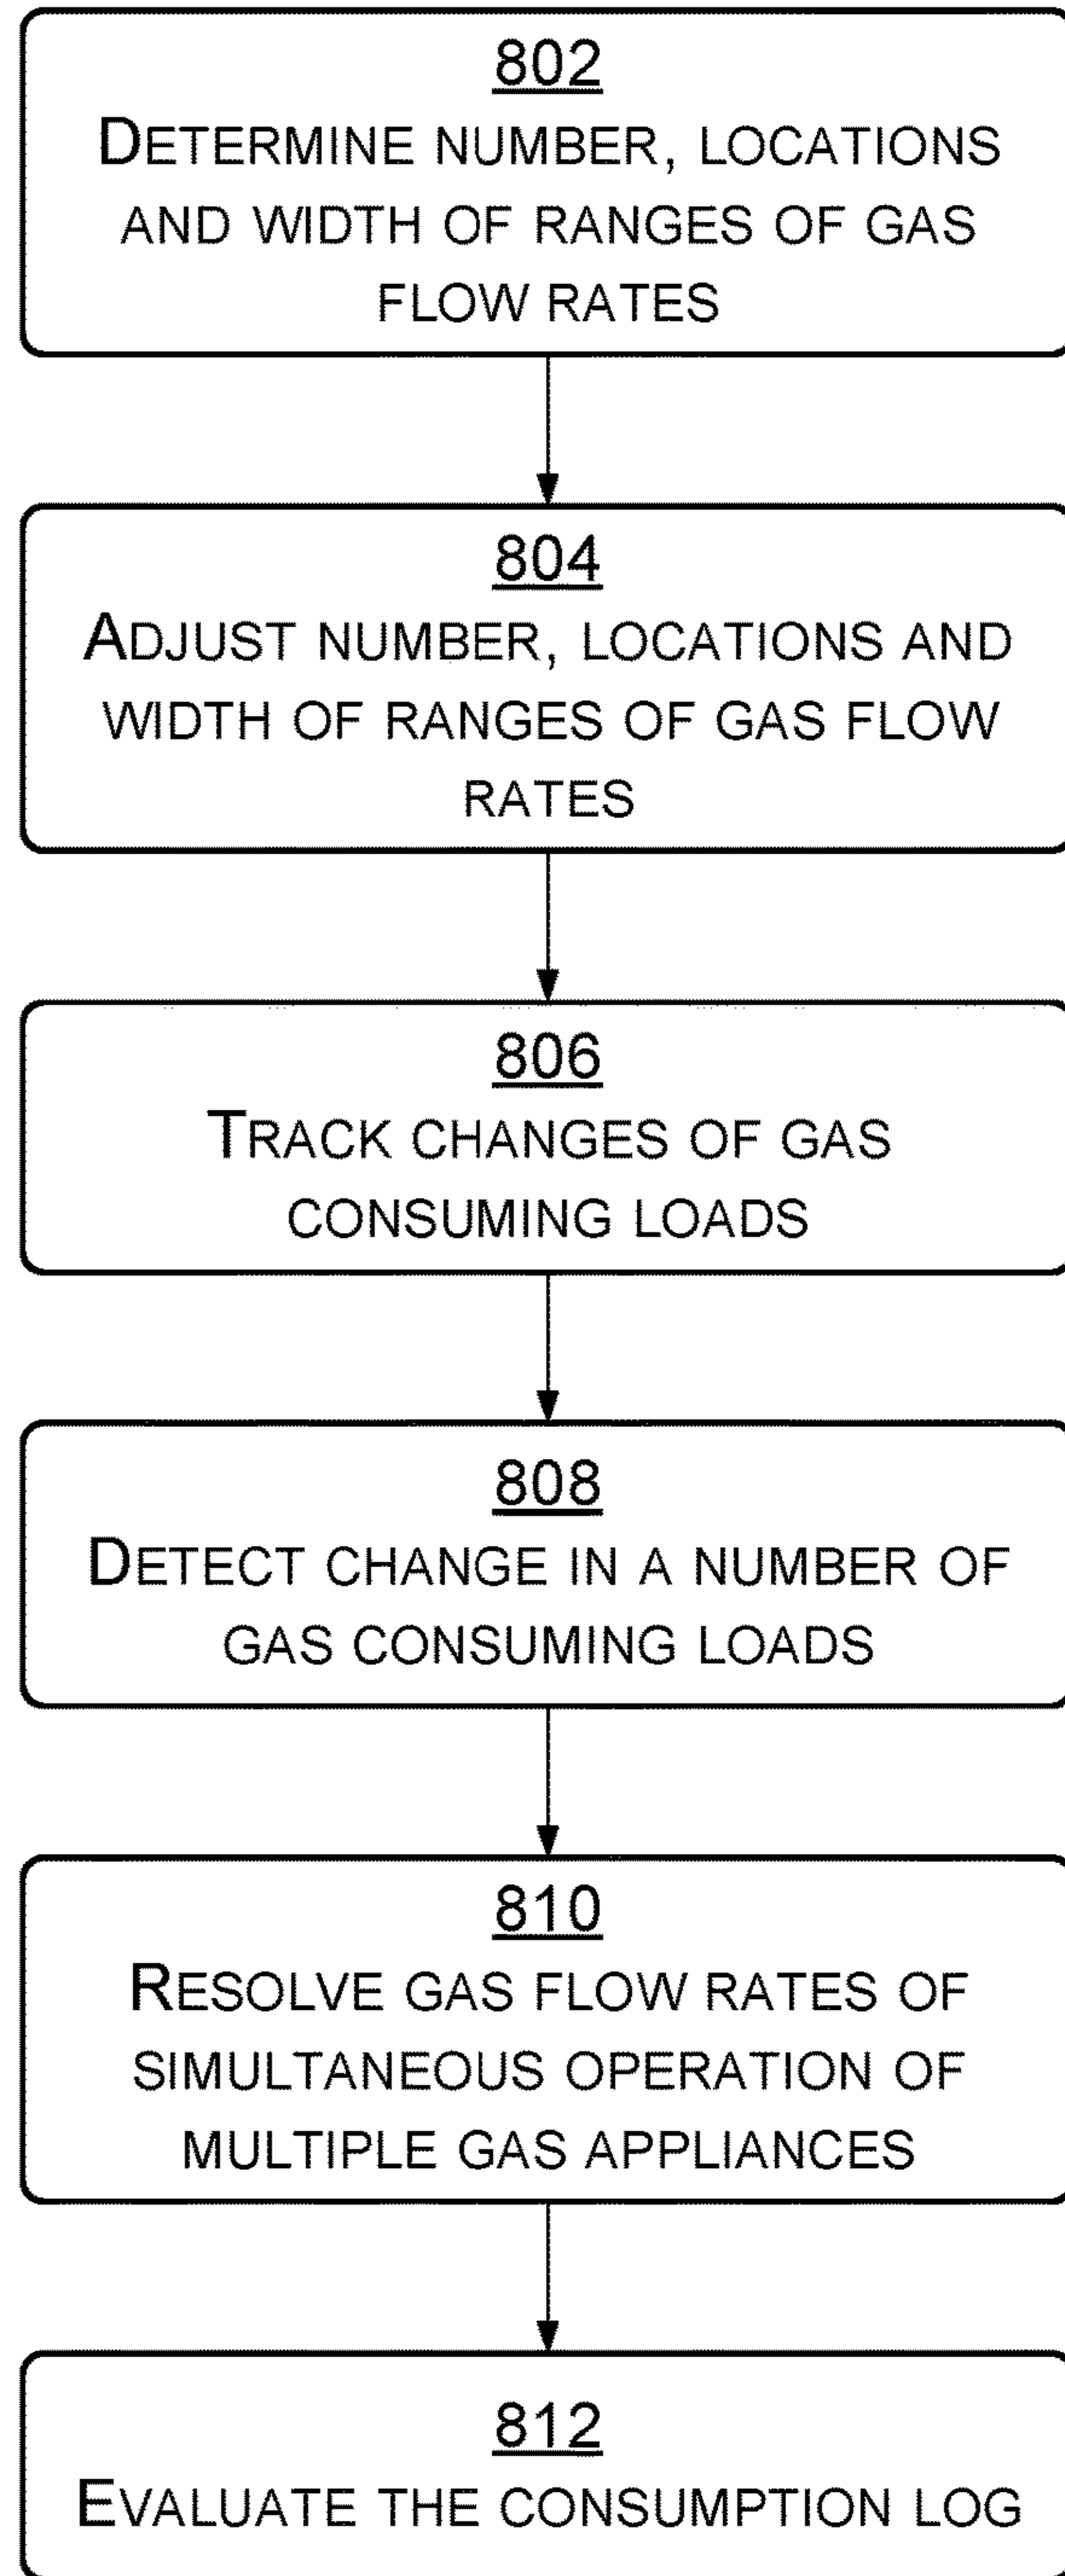 802
DETERMINE NUMBER, LOCATIONS
AND WIDTH OF RANGES OF GAS
FLOW RATES
804
ADJUST NUMBER, LOCATIONS AND
WIDTH OF RANGES OF GAS FLOW
RATES
806
TRACK CHANGES OF GAS
CONSUMING LOADS
808
DETECT CHANGE IN A NUMBER OF
GAS CONSUMING LOADS
810
RESOLVE GAS FLOW RATES OF
SIMULTANEOUS OPERATION OF
MULTIPLE GAS APPLIANCES
812
EVALUATE THE CONSUMPTION LOG